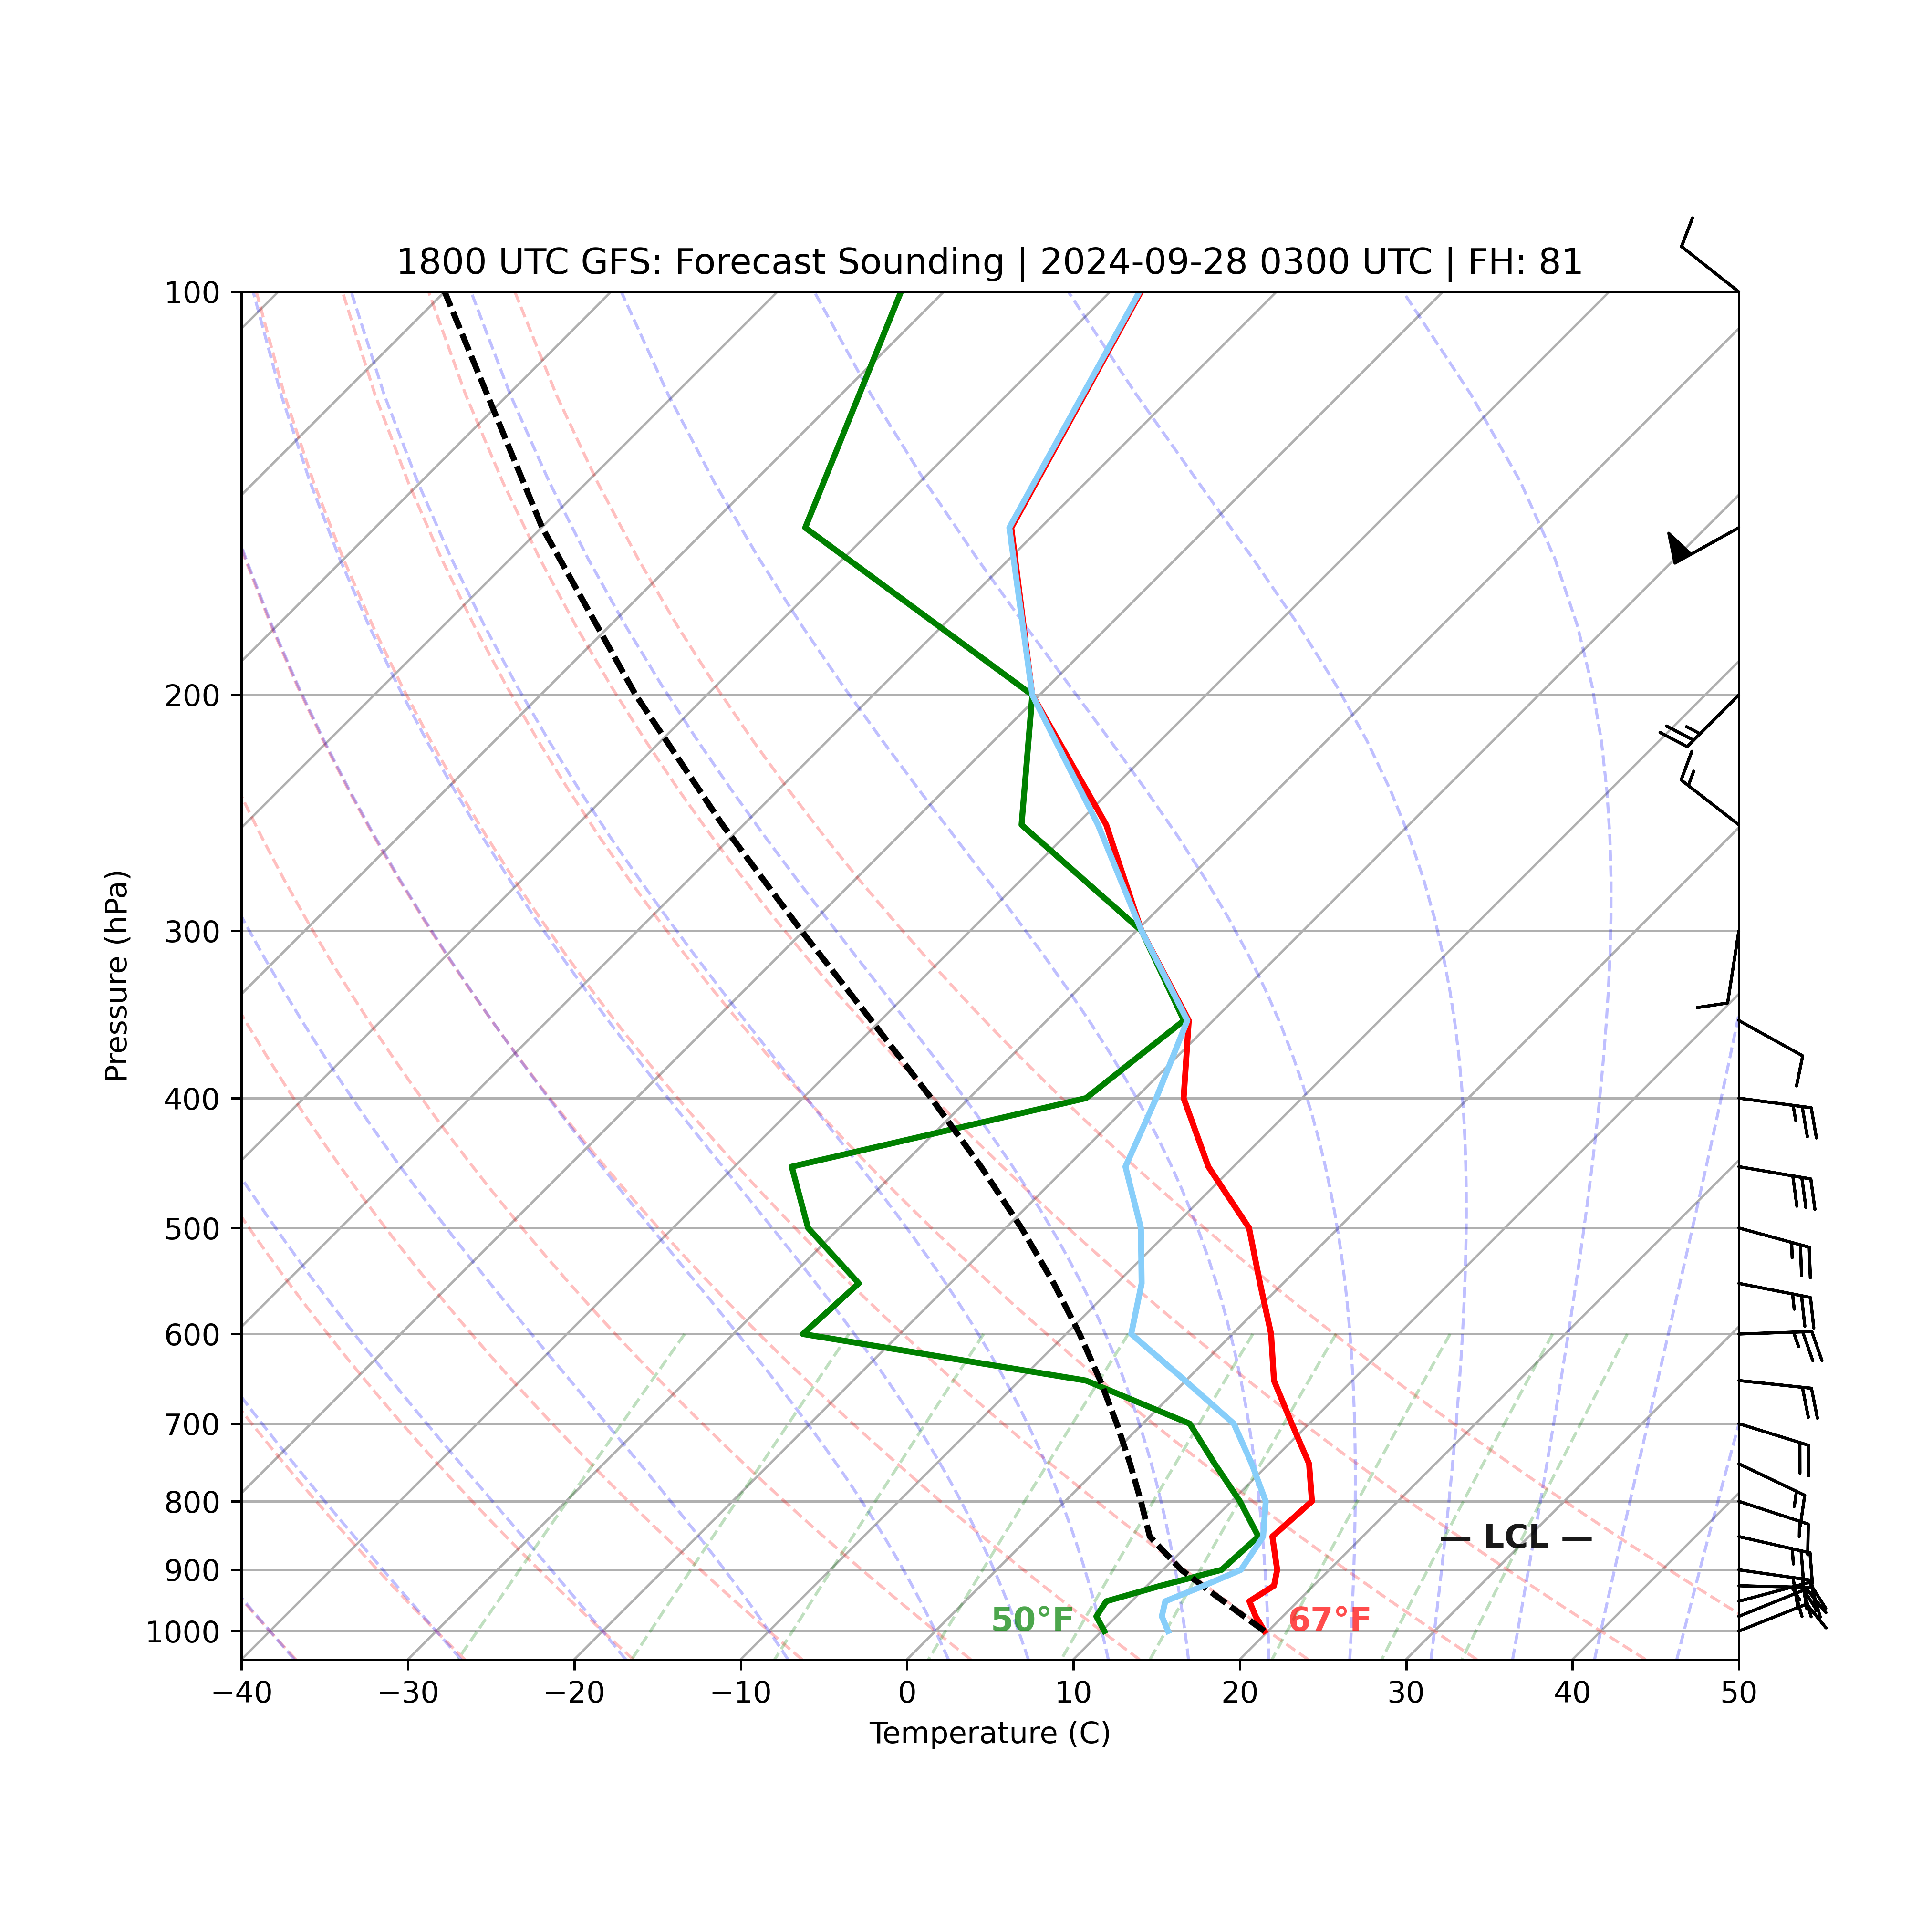 1800 UTC GFS: Forecast Sounding | 2024-09-28 0300 UTC | FH: 81
100
200
300
400
500
600
700
800
900
1000
Pressure (hPa)
— LCL —
50°F
67°F
−40 −30 −20 −10 0 10 20 30 40 50
Temperature (C)